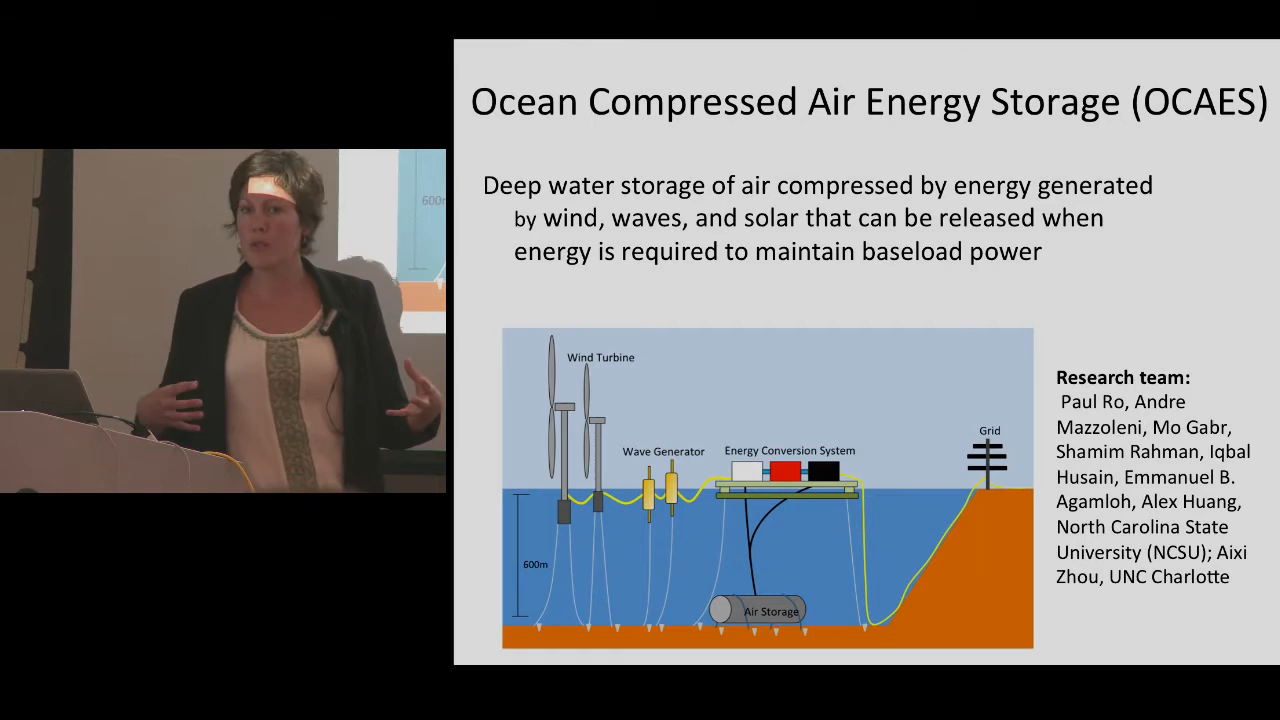 Ocean Compressed Air Energy Storage (OCAES)
Deep water storage of air compressed by energy generated
by wind, waves, and solar that can be released when
energy is required to maintain baseload power
Wind Turbine
Wave Generator
Energy Conversion System
Grid
600m
Air Storage
Research team:
Paul Ro, Andre
Mazzoleni, Mo Gabr,
Shamim Rahman, Iqbal
Husain, Emmanuel B.
Agamloh, Alex Huang,
North Carolina State
University (NCSU); Aixi
Zhou, UNC Charlotte
600